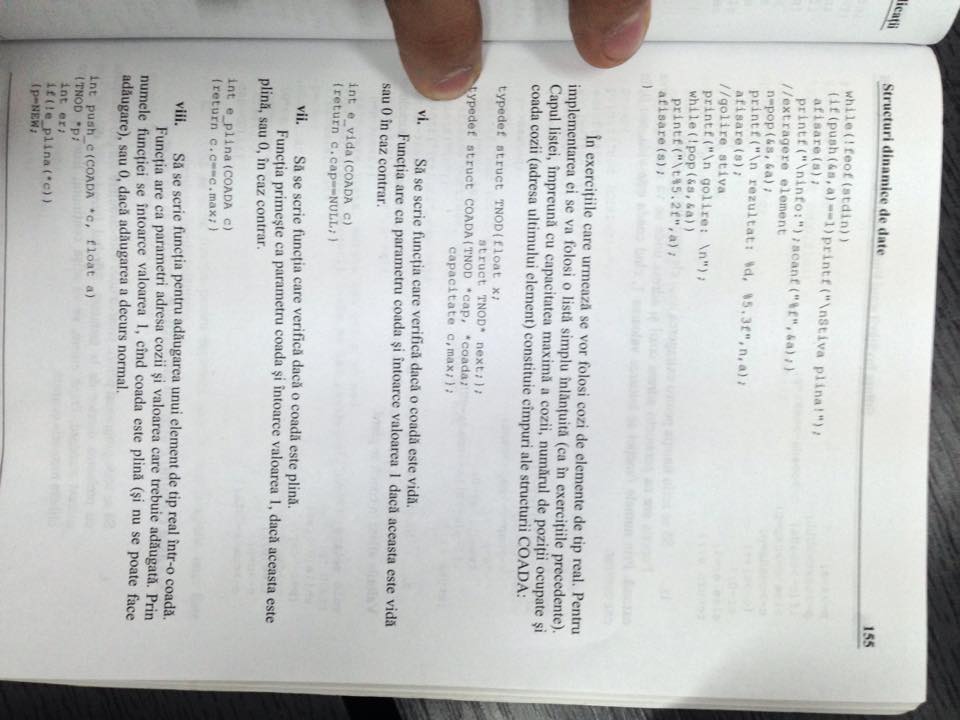 licații
Structuri dinamice de date 155
while(!feof(stdin))
{if(push(&s,a)==1)printf("\nStiva plina!");
afisare(s);
printf("\ninfo:");scanf("%f",&a);}
//extragere element
n=pop(&s,&a);
printf("\n rezultat: %d, %5.3f",n,a);
afisare(s);
//golire stiva
printf("\n golire: \n");
while(!pop(&s,&a))
printf("\t%5.2f",a);
afisare(s);
}
În exercițiile care urmează se vor folosi cozi de elemente de tip real. Pentru
implementarea ei se va folosi o listă simplu înlănțuită (ca în exercițiile precedente).
Capul listei, împreună cu capacitatea maximă a cozii, numărul de poziții ocupate și
coada cozii (adresa ultimului element) constituie cîmpuri ale structurii COADA:
typedef struct TNOD{float x;
struct TNOD* next;};
typedef struct COADA{TNOD *cap, *coada;
capacitate c,max;};
vi. Să se scrie funcția care verifică dacă o coadă este vidă.
Funcția are ca parametru coada și întoarce valoarea 1 dacă aceasta este vidă
sau 0 în caz contrar.
int e_vida(COADA c)
{return c.cap==NULL;}
vii. Să se scrie funcția care verifică dacă o coadă este plină.
Funcția primește ca parametru coada și întoarce valoarea 1, dacă aceasta este
plină, sau 0, în caz contrar.
int e_plina(COADA c)
{return c.c==c.max;}
viii. Să se scrie funcția pentru adăugarea unui element de tip real într-o coadă.
Funcția are ca parametri adresa cozii și valoarea care trebuie adăugată. Prin
numele funcției se întoarce valoarea 1, cînd coada este plină (și nu se poate face
adăugare), sau 0, dacă adăugarea a decurs normal.
int push_c(COADA *c, float a)
{TNOD *p;
int er;
if(!e_plina(*c))
{p=NEW;